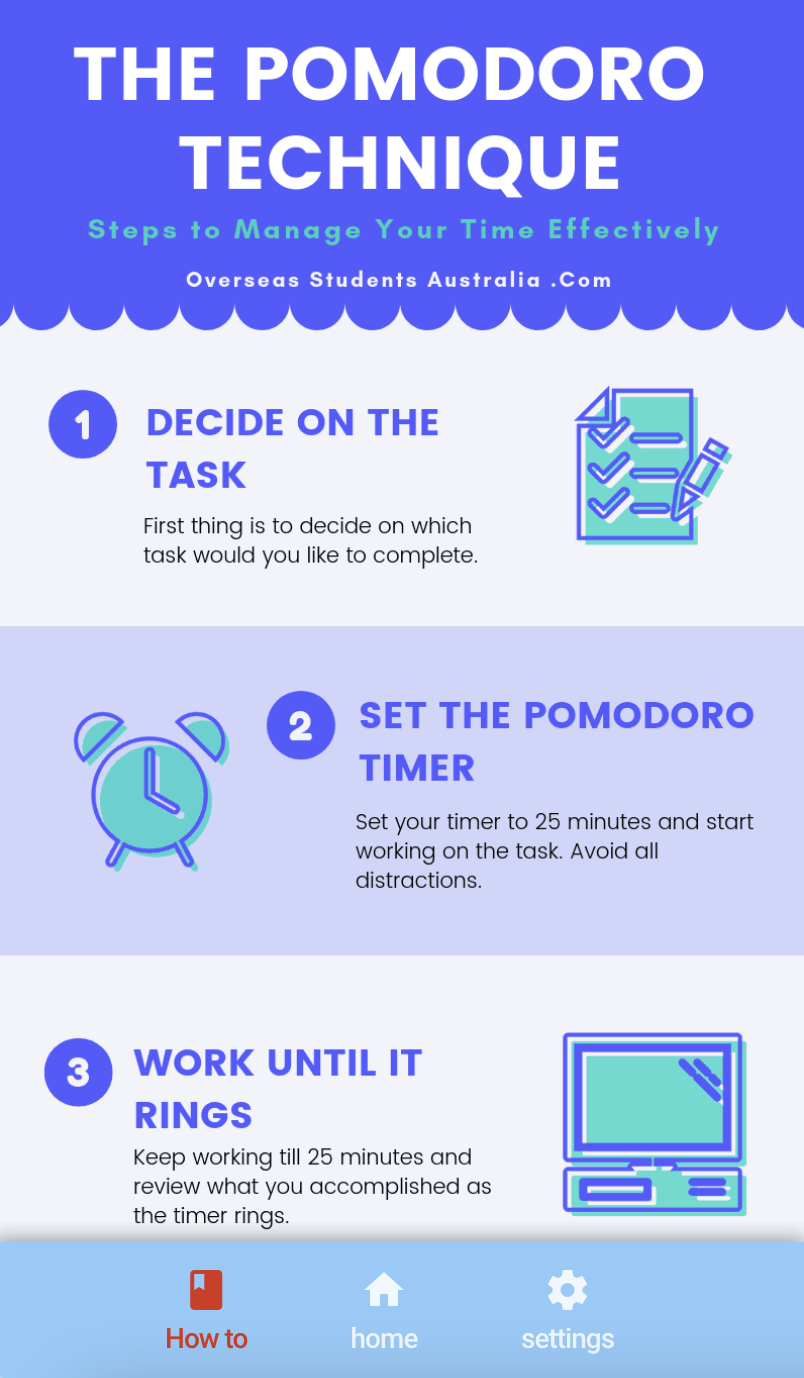 THE POMODORO
TECHNIQUE
Steps to Manage Your Time Effectively
Overseas Students Australia .Com
1
DECIDE ON THE
TASK
First thing is to decide on which
task would you like to complete.
2
SET THE POMODORO
TIMER
Set your timer to 25 minutes and start
working on the task. Avoid all
distractions.
3
WORK UNTIL IT
RINGS
Keep working till 25 minutes and
review what you accomplished as
the timer rings.
How to
home
settings